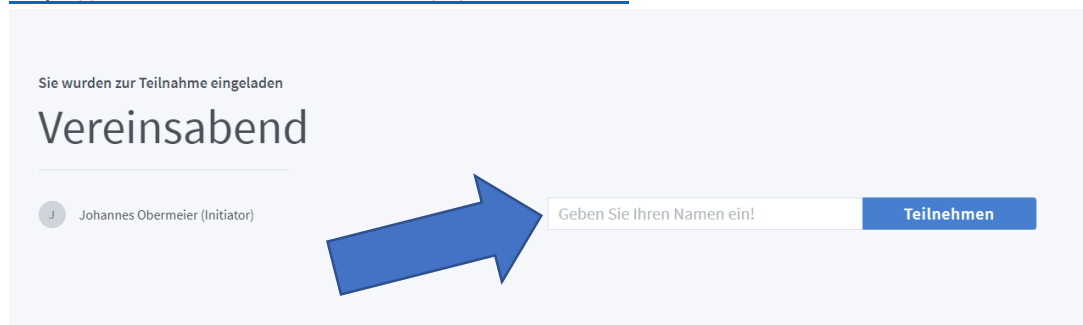 Sie wurden zur Teilnahme eingeladen
Vereinsabend
J Johannes Obermeier (Initiator)
Geben Sie Ihren Namen ein! Teilnehmen